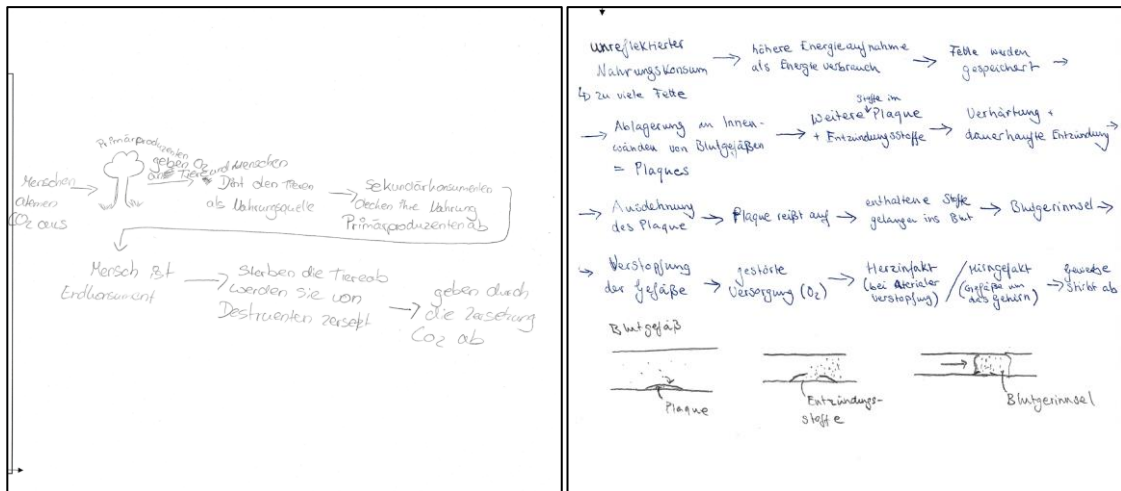 Primärproduzenten
geben O2
an Tiere und Menschen
Menschen
atmen
CO2 aus
Dint den Tieren
als Nahrungsquelle
Sekundärkonsumenten
Decken ihre Nahrung
Primärproduzenten ab
Mensch ist
Endkonsument
sterben die Tiere ab
werden sie von
Destruenten zersetzt
geben durch
die zersetzung
CO2 ab
unreflektierter
Nahrungskonsum
↳ zu viele Fette
höhere Energieaufnahme
als Energieverbrauch
Fette werden
gespeichert
Ablagerung an Innen-
wänden von Blutgefäßen
= Plaques
Stoffe im
Weitere Plaque
+ Entzündungsstoffe
Verhärtung +
dauerhafte Entzündung
Ausdehnung
des Plaque
Plaque reißt auf
enthaltene Stoffe
gelangen ins Blut
Blutgerinnsel
Verstopfung
der Gefäße
gestörte
Versorgung (O2)
Herzinfakt
(bei Aterieler
verstopfung)
/ Hirngefakt
(Gefäße um
das gehirn)
Gewebe
stirbt ab
Blutgefäß
Plaque
Entzündungs-
stoffe
Blutgerinnsel